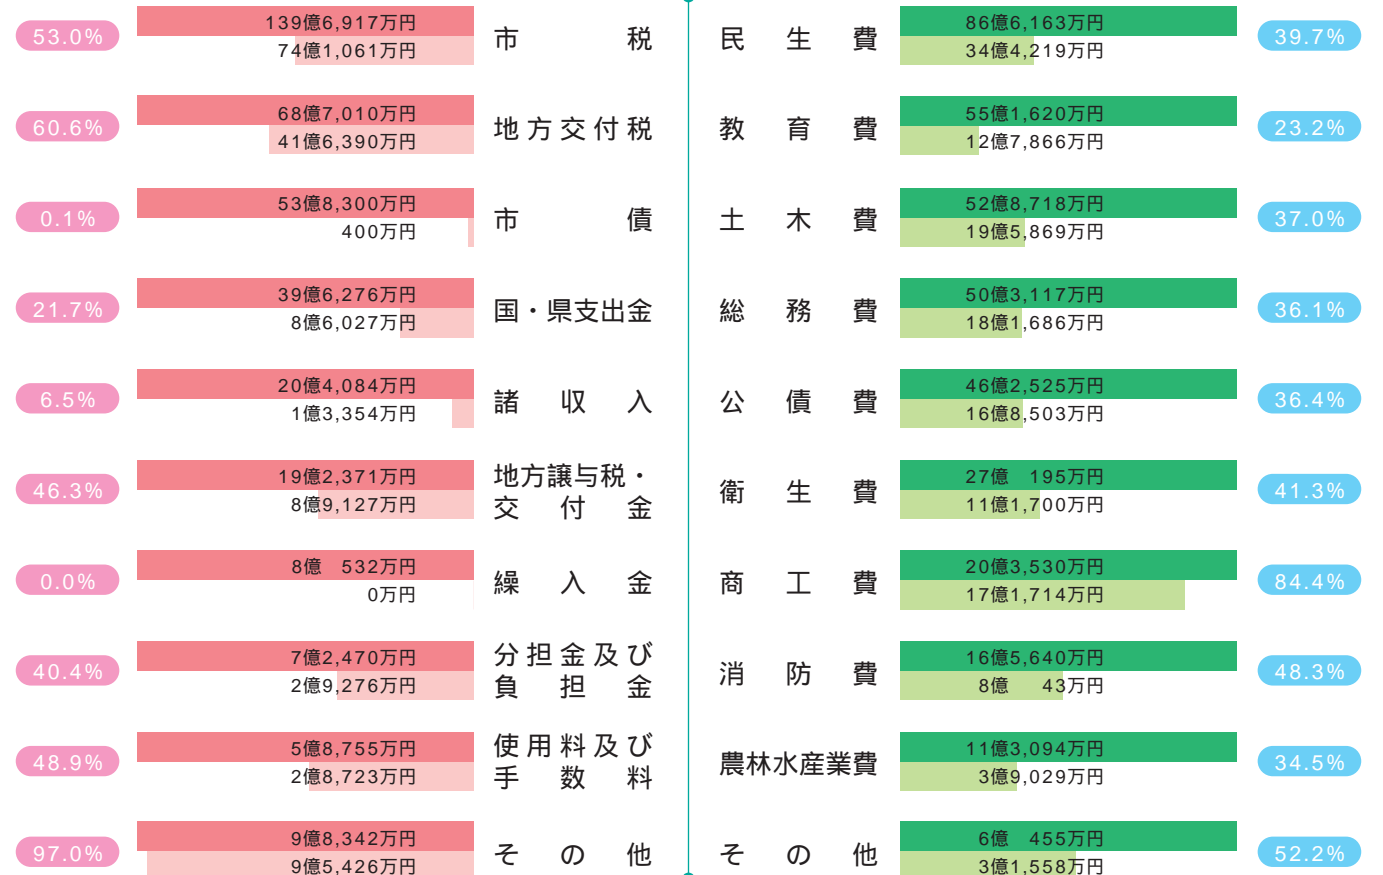 53.0%
139億6,917万円
74億1,061万円
市税
60.6%
68億7,010万円
41億6,390万円
地方交付税
0.1%
53億8,300万円
400万円
市債
21.7%
39億6,276万円
8億6,027万円
国・県支出金
6.5%
20億4,084万円
1億3,354万円
諸収入
46.3%
19億2,371万円
8億9,127万円
地方譲与税・
交付金
0.0%
8億 532万円
0万円
繰入金
40.4%
7億2,470万円
2億9,276万円
分担金及び
負担金
48.9%
5億8,755万円
2億8,723万円
使用料及び
手数料
97.0%
9億8,342万円
9億5,426万円
その他
民生費
86億6,163万円
34億4,219万円
39.7%
教育費
55億1,620万円
12億7,866万円
23.2%
土木費
52億8,718万円
19億5,869万円
37.0%
総務費
50億3,117万円
18億1,686万円
36.1%
公債費
46億2,525万円
16億8,503万円
36.4%
衛生費
27億 195万円
11億1,700万円
41.3%
商工費
20億3,530万円
17億1,714万円
84.4%
消防費
16億5,640万円
8億 43万円
48.3%
農林水産業費
11億3,094万円
3億9,029万円
34.5%
その他
6億 455万円
3億1,558万円
52.2%